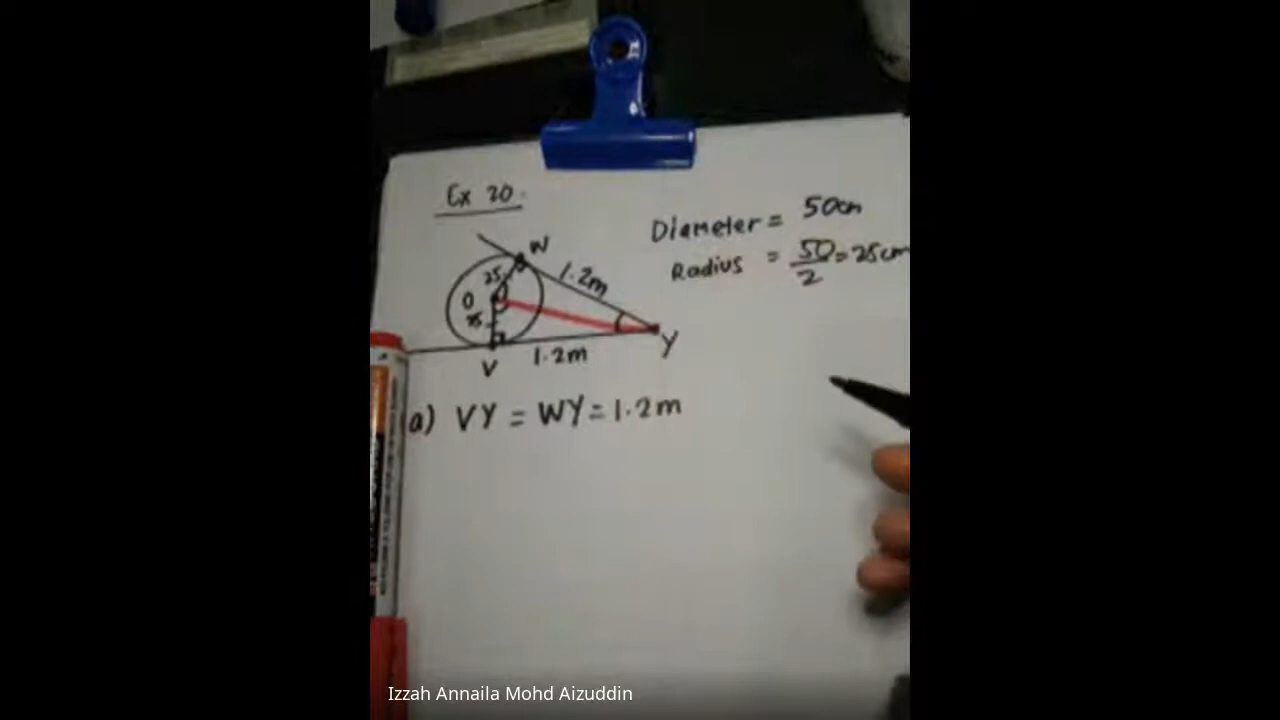 Ex 20.
Diameter = 50cm
Radius = 50/2 = 25cm
W
25
1.2m
O
25
Y
1.2m
V
a) VY = WY = 1.2m
Izzah Annaila Mohd Aizuddin